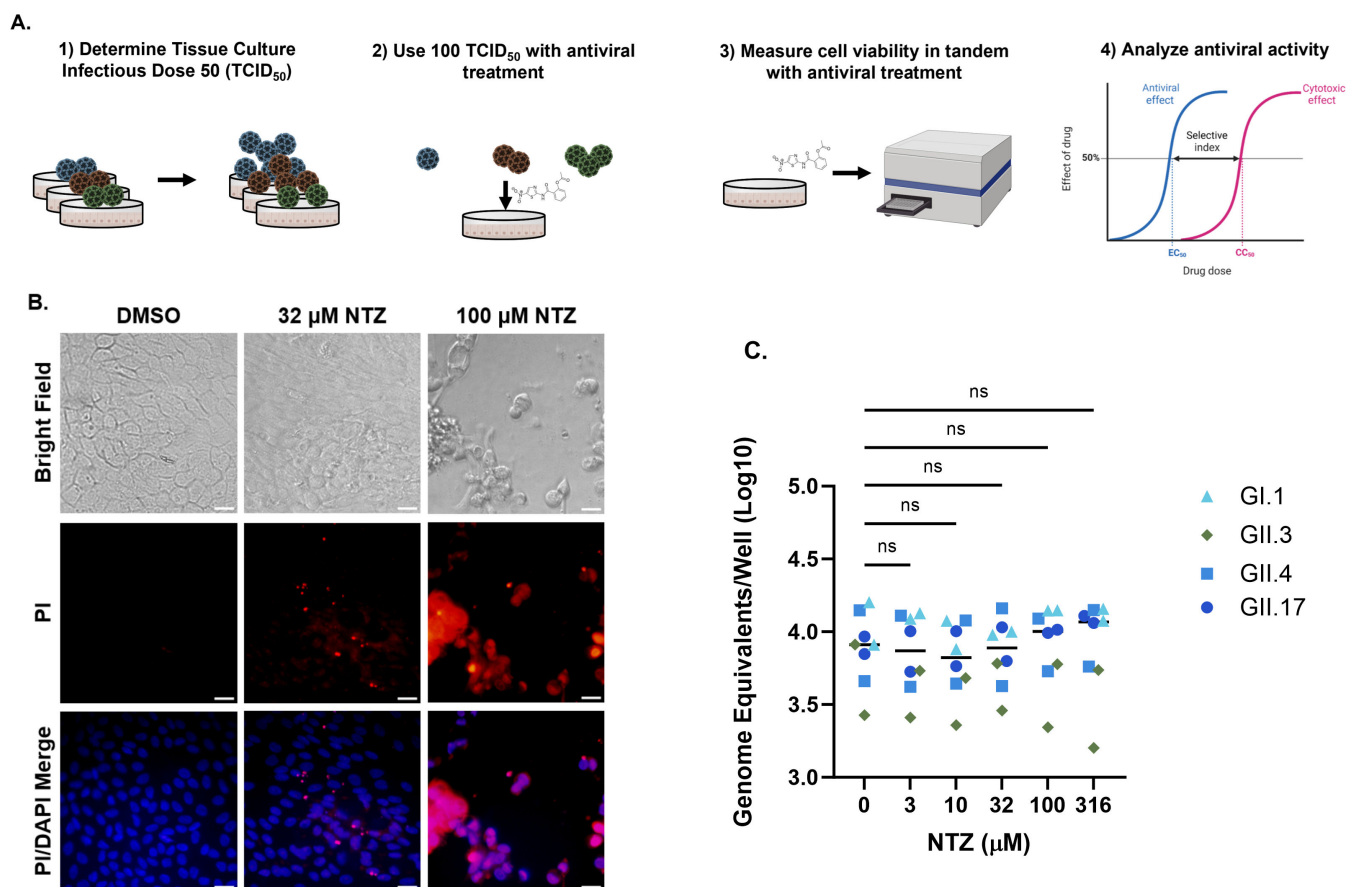 A.
1) Determine Tissue Culture
Infectious Dose 50 (TCID₅₀)
2) Use 100 TCID₅₀ with antiviral
treatment
3) Measure cell viability in tandem
with antiviral treatment
4) Analyze antiviral activity
Antiviral
effect
Cytotoxic
effect
Selective
index
50%
Effect of drug
EC₅₀
CC₅₀
Drug dose
B.
DMSO
32 µM NTZ
100 µM NTZ
Bright Field
PI
PI/DAPI Merge
C.
ns
ns
ns
ns
ns
Genome Equivalents/Well (Log10)
5.0
4.5
4.0
3.5
3.0
0 3 10 32 100 316
NTZ (µM)
GI.1
GII.3
GII.4
GII.17